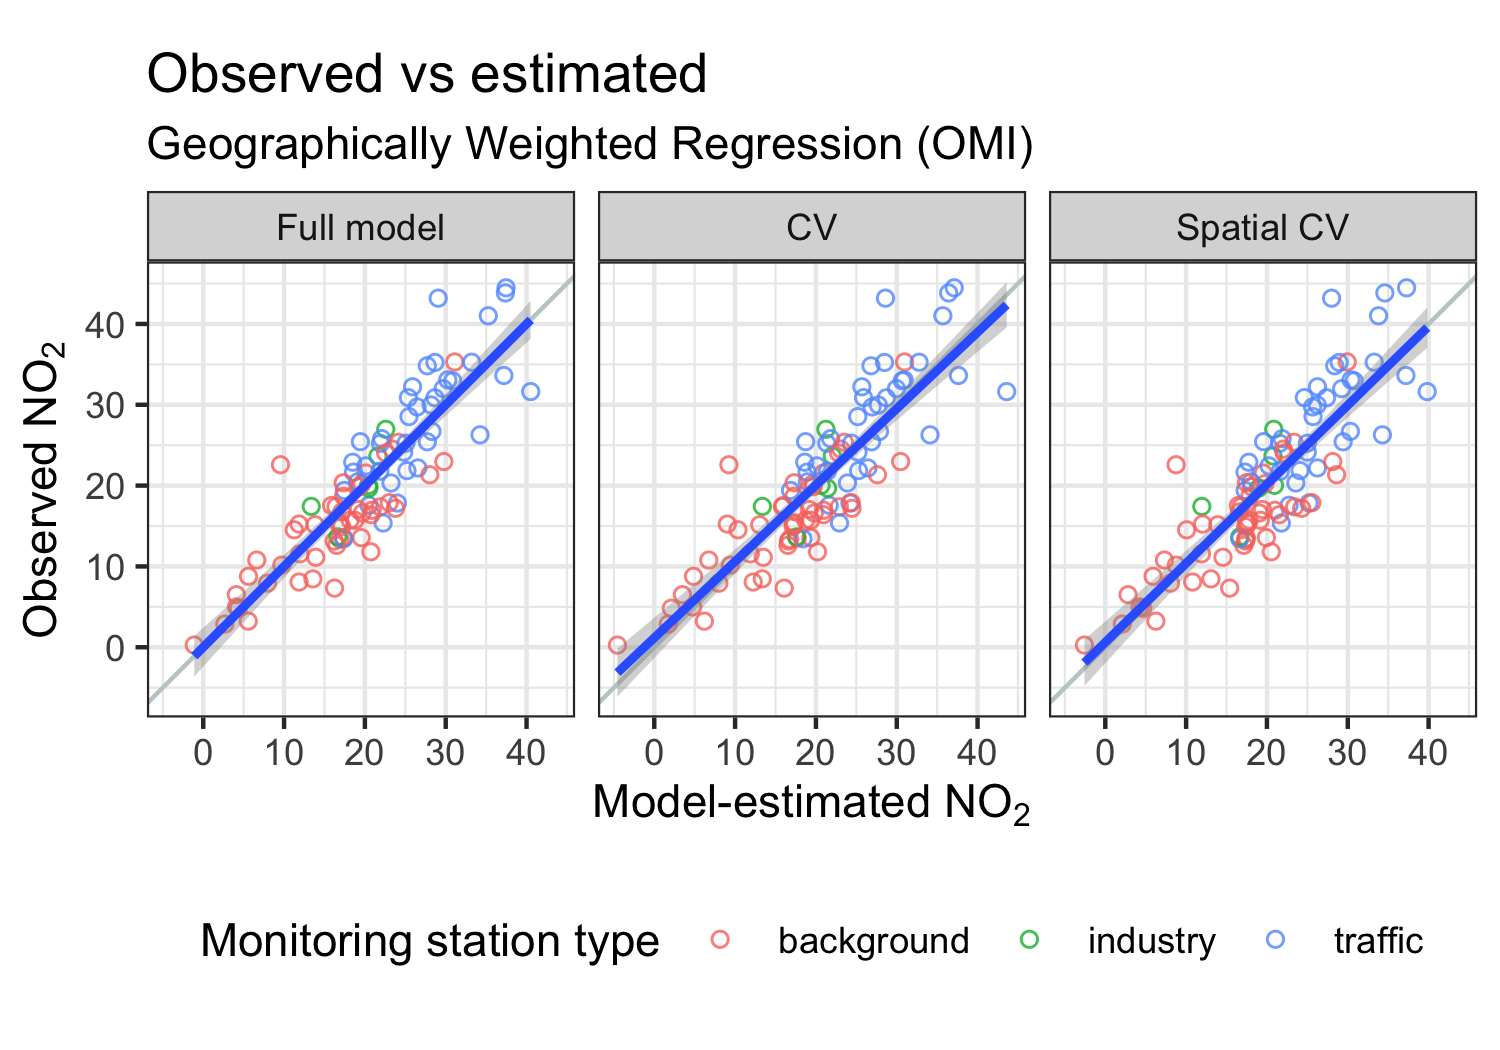 Observed vs estimated
Geographically Weighted Regression (OMI)
Full model CV Spatial CV
Observed NO₂
40
30
20
10
0
0 10 20 30 40 0 10 20 30 40 0 10 20 30 40
Model-estimated NO₂
Monitoring station type background industry traffic